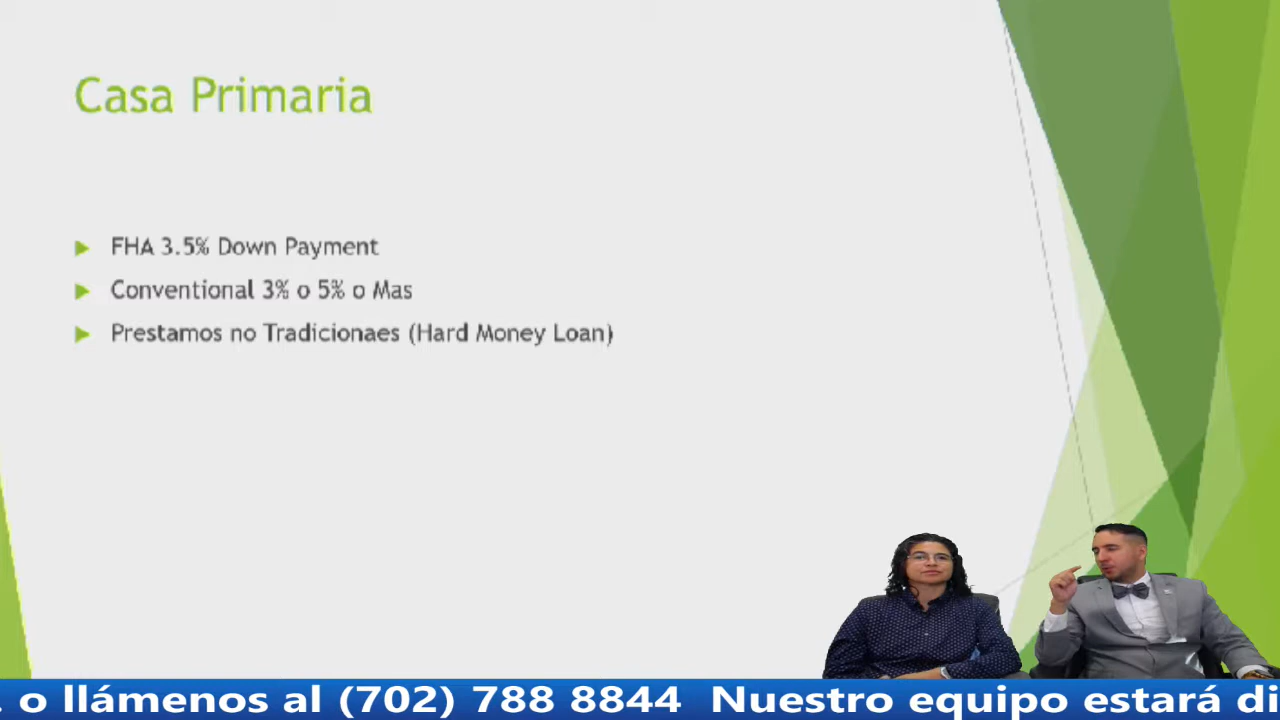 Casa Primaria
FHA 3.5% Down Payment
Conventional 3% o 5% o Mas
Prestamos no Tradicionaes (Hard Money Loan)
. o llámenos al (702) 788 8844 Nuestro equipo estará di